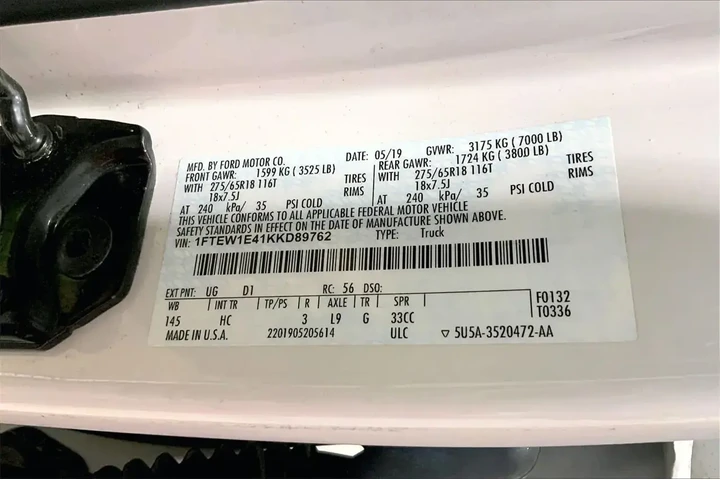 MFD. BY FORD MOTOR CO. DATE: 05/19 GVWR: 3175 KG ( 7000 LB)
FRONT GAWR: 1599 KG ( 3525 LB) REAR GAWR: 1724 KG ( 3800 LB)
WITH 275/65R18 116T TIRES WITH 275/65R18 116T TIRES
18x7.5J RIMS 18x7.5J RIMS
AT 240 kPa/ 35 PSI COLD AT 240 kPa/ 35 PSI COLD
THIS VEHICLE CONFORMS TO ALL APPLICABLE FEDERAL MOTOR VEHICLE
SAFETY STANDARDS IN EFFECT ON THE DATE OF MANUFACTURE SHOWN ABOVE.
VIN: 1FTEW1E41KKD89762 TYPE: Truck
EXT PNT: UG D1 RC: 56 DSO:
WB INT TR TP/PS R AXLE TR SPR F0132
145 HC 3 L9 G 33CC T0336
MADE IN U.S.A. 2201905205614 ULC ▽ 5U5A-3520472-AA